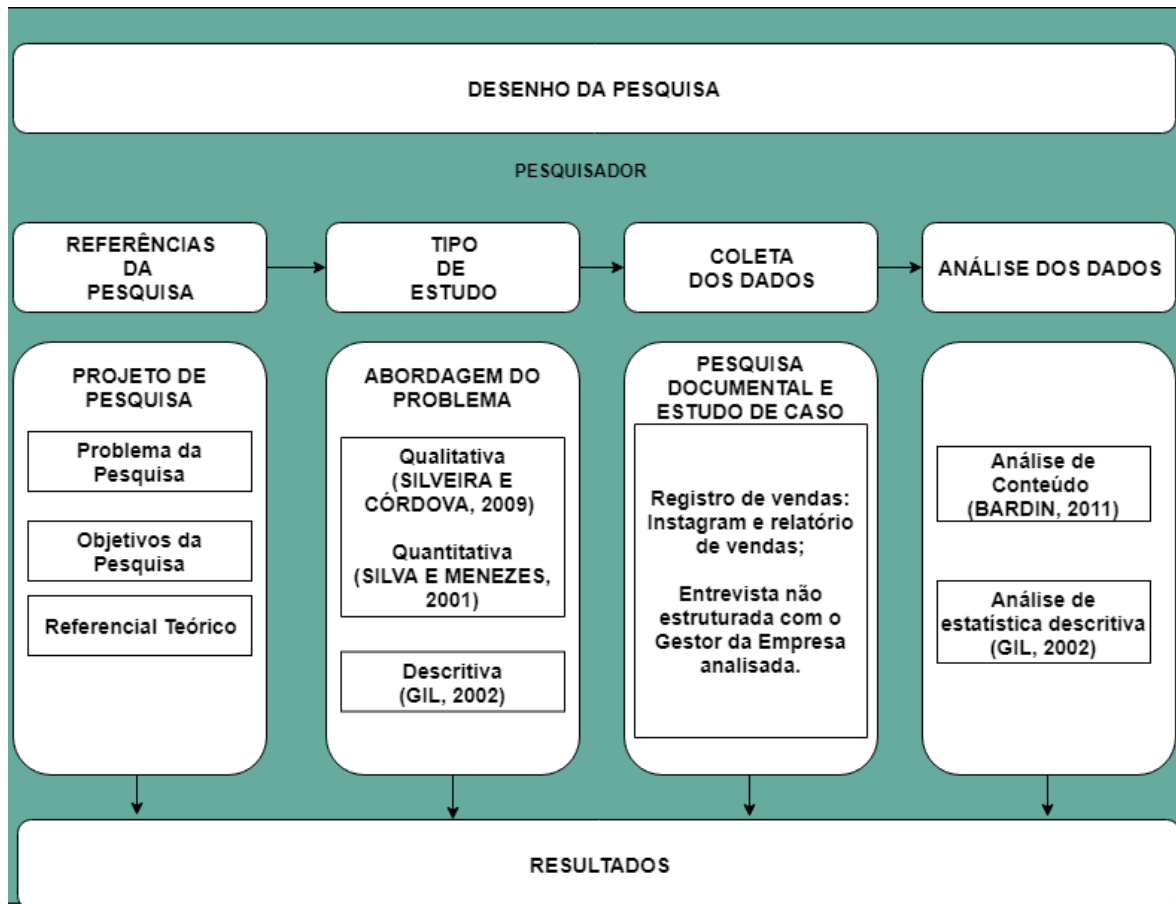 DESENHO DA PESQUISA
PESQUISADOR
REFERÊNCIAS
DA
PESQUISA
TIPO
DE
ESTUDO
COLETA
DOS DADOS
ANÁLISE DOS DADOS
PROJETO DE
PESQUISA
Problema da
Pesquisa
Objetivos da
Pesquisa
Referencial Teórico
ABORDAGEM DO
PROBLEMA
Qualitativa
(SILVEIRA E
CÓRDOVA, 2009)
Quantitativa
(SILVA E MENEZES,
2001)
Descritiva
(GIL, 2002)
PESQUISA
DOCUMENTAL E
ESTUDO DE CASO
Registro de vendas:
Instagram e relatório
de vendas;
Entrevista não
estruturada com o
Gestor da Empresa
analisada.
Análise de
Conteúdo
(BARDIN, 2011)
Análise de
estatística descritiva
(GIL, 2002)
RESULTADOS